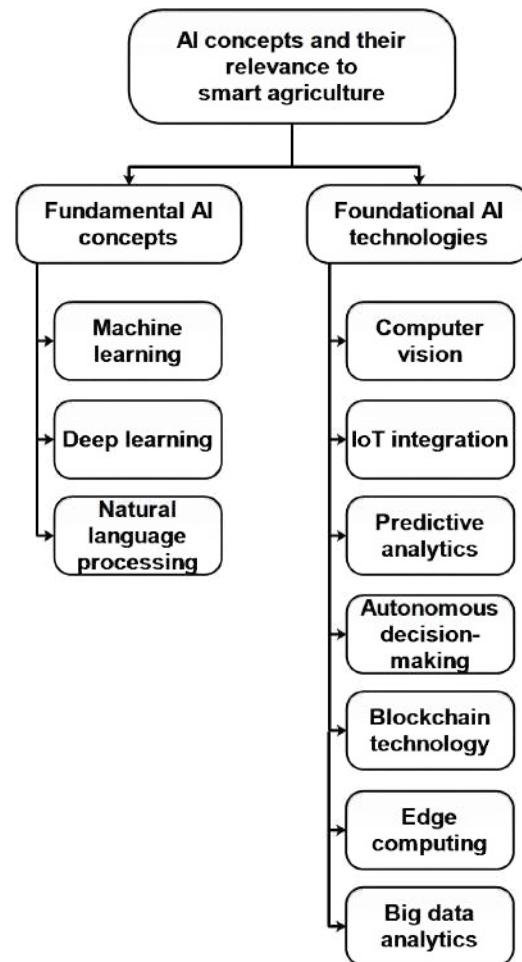 AI concepts and their
relevance to
smart agriculture
Fundamental AI
concepts
Machine
learning
Deep learning
Natural
language
processing
Foundational AI
technologies
Computer
vision
IoT integration
Predictive
analytics
Autonomous
decision-
making
Blockchain
technology
Edge
computing
Big data
analytics